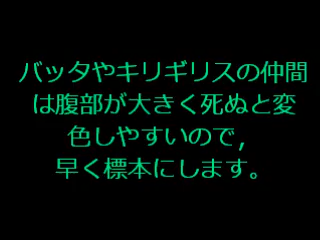 バッタやキリギリスの仲間
は腹部が大きく死ぬと変
色しやすいので，
早く標本にします。